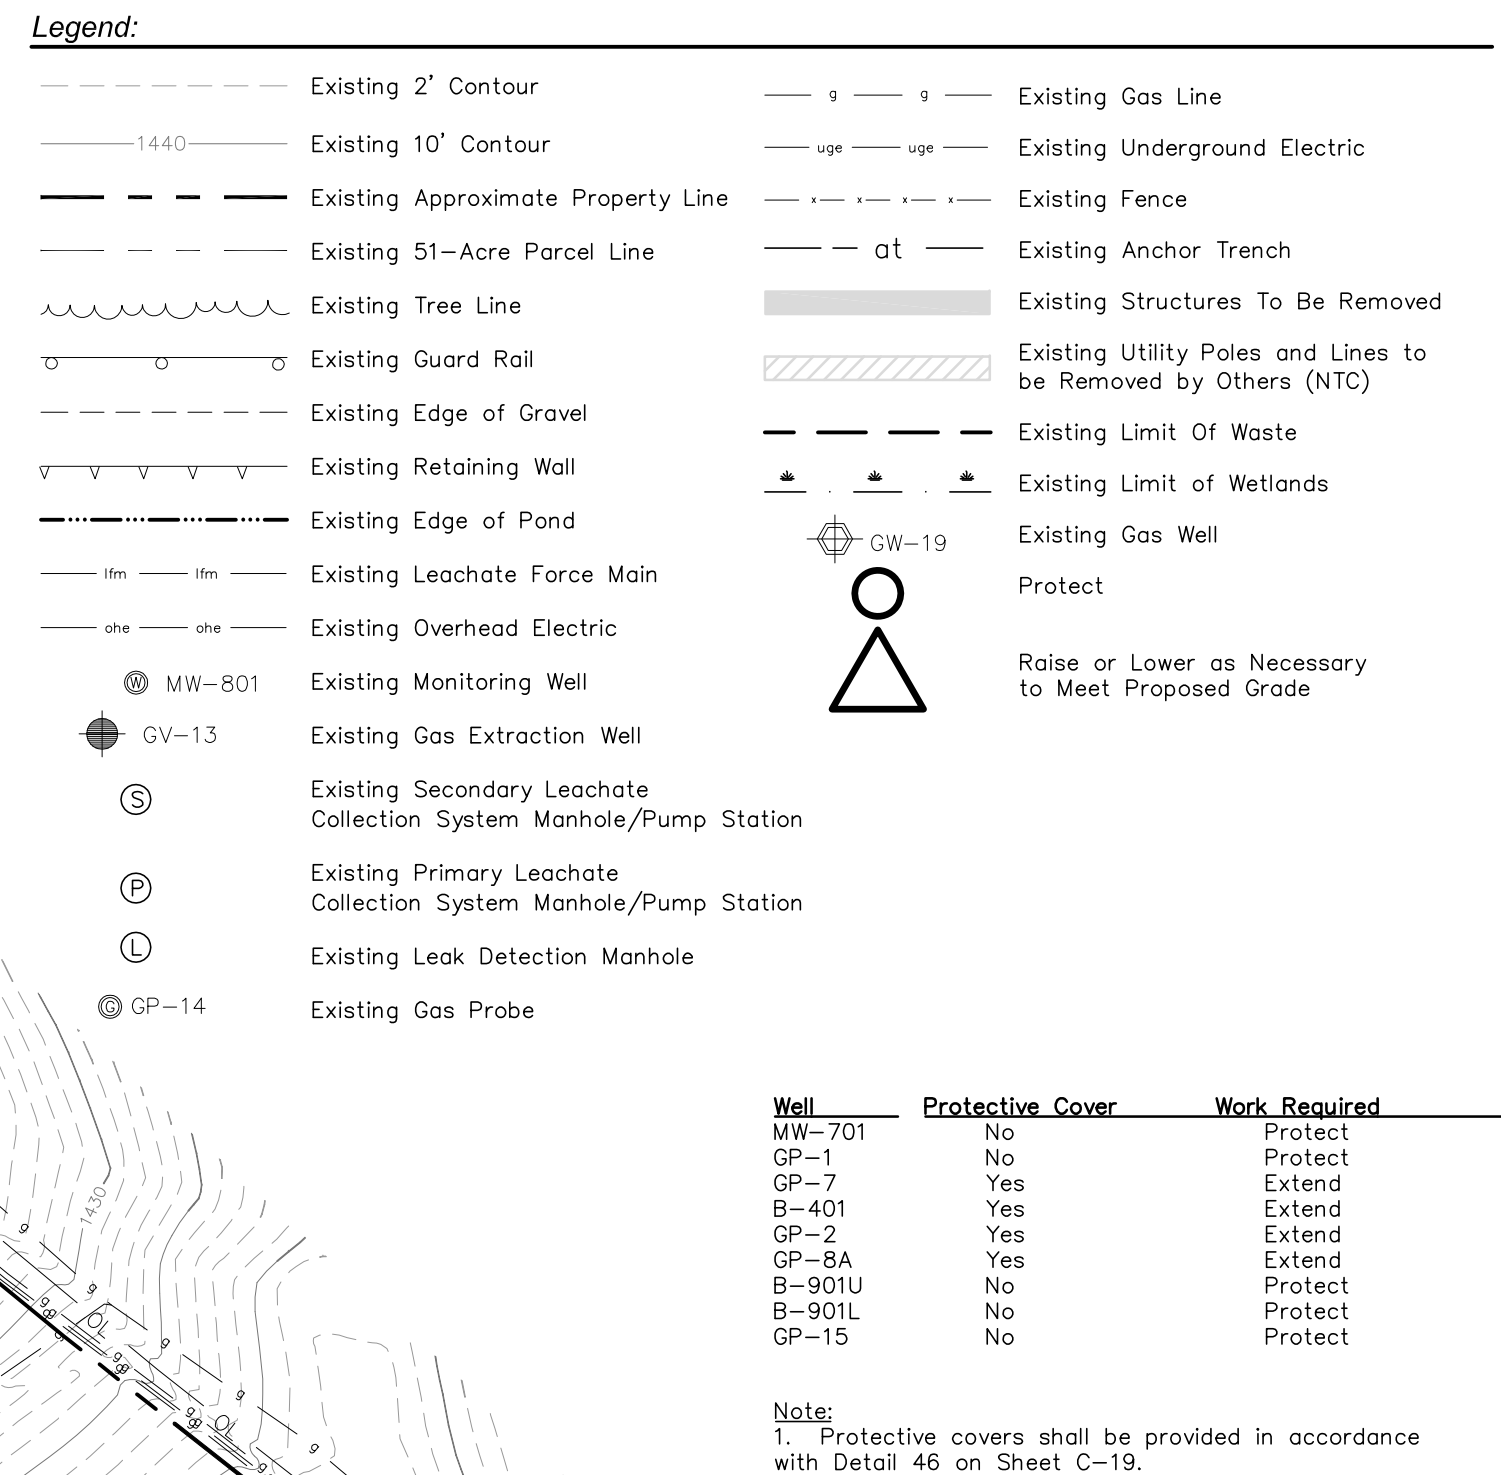 Legend:
Existing 2' Contour
1440 Existing 10' Contour
Existing Approximate Property Line
Existing 51-Acre Parcel Line
Existing Tree Line
Existing Guard Rail
Existing Edge of Gravel
Existing Retaining Wall
Existing Edge of Pond
lfm lfm Existing Leachate Force Main
ohe ohe Existing Overhead Electric
W MW-801 Existing Monitoring Well
GV-13 Existing Gas Extraction Well
S Existing Secondary Leachate
Collection System Manhole/Pump Station
P Existing Primary Leachate
Collection System Manhole/Pump Station
L Existing Leak Detection Manhole
G GP-14 Existing Gas Probe
g g Existing Gas Line
uge uge Existing Underground Electric
x x x x Existing Fence
at Existing Anchor Trench
Existing Structures To Be Removed
Existing Utility Poles and Lines to
be Removed by Others (NTC)
Existing Limit Of Waste
Existing Limit of Wetlands
GW-19 Existing Gas Well
Protect
Raise or Lower as Necessary
to Meet Proposed Grade
1430
g
g
g
g
g
OL
g
g
g
g
OL
g
g
Well Protective Cover Work Required
MW-701 No Protect
GP-1 No Protect
GP-7 Yes Extend
B-401 Yes Extend
GP-2 Yes Extend
GP-8A Yes Extend
B-901U No Protect
B-901L No Protect
GP-15 No Protect
Note:
1. Protective covers shall be provided in accordance
with Detail 46 on Sheet C-19.